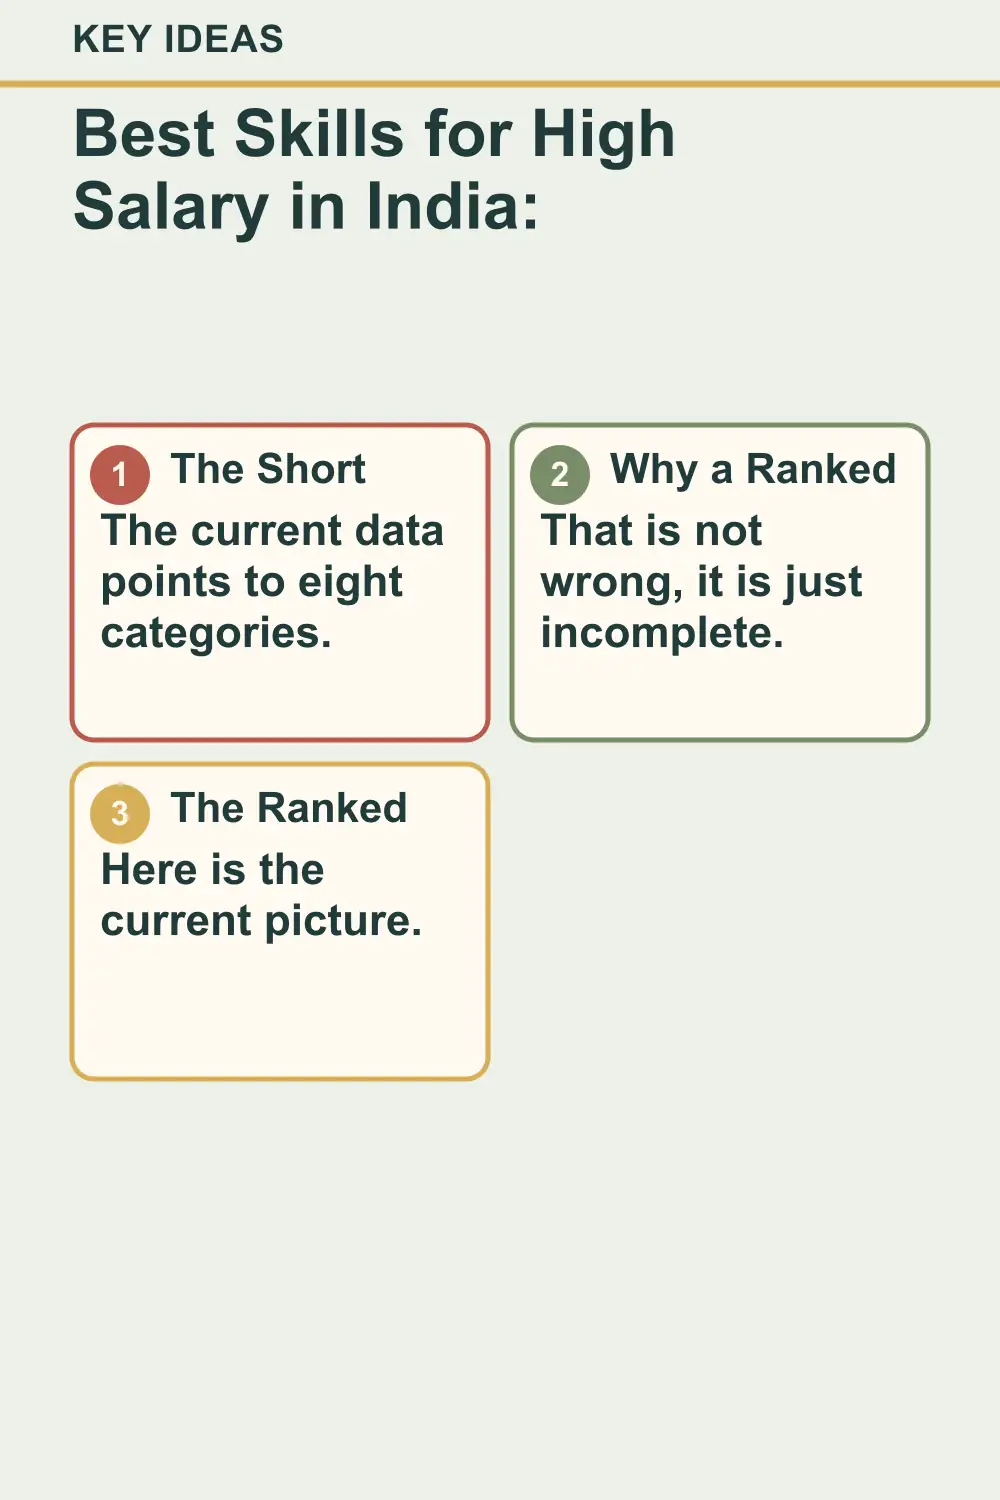 KEY IDEAS
Best Skills for High
Salary in India:
1 The Short
The current data
points to eight
categories.
2 Why a Ranked
That is not
wrong, it is just
incomplete.
3 The Ranked
Here is the
current picture.